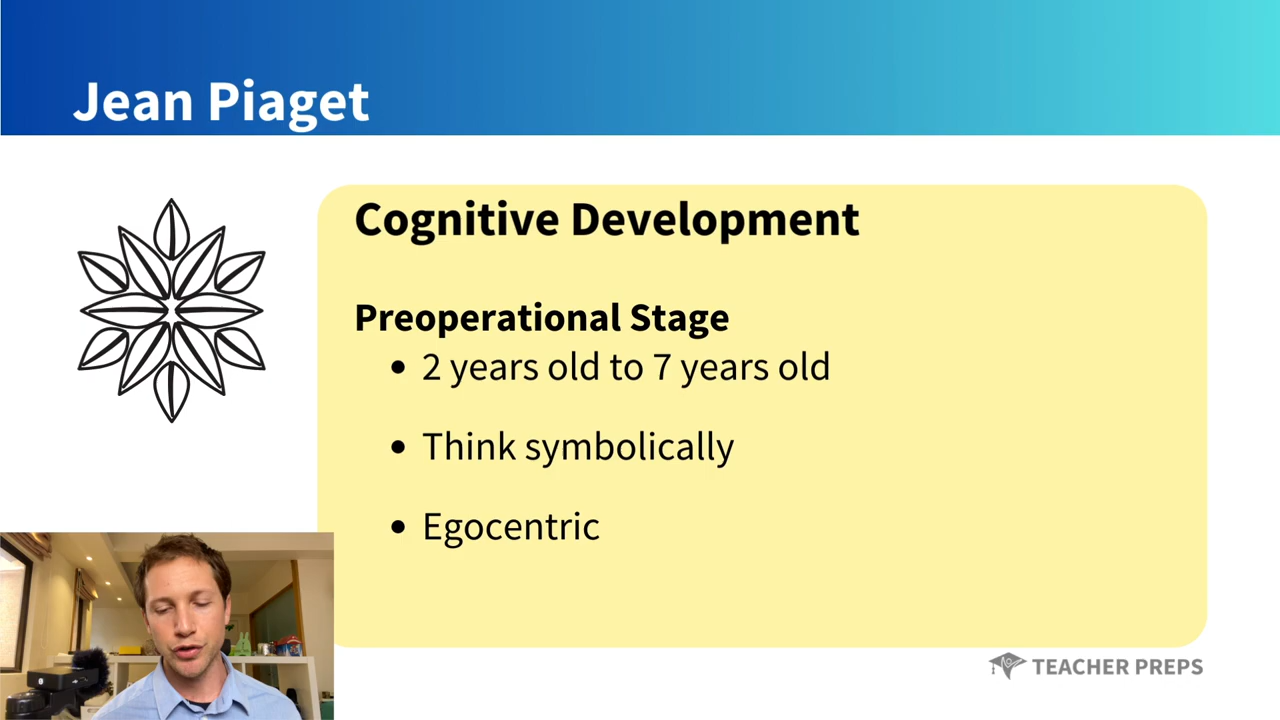 Jean Piaget
Cognitive Development
Preoperational Stage
• 2 years old to 7 years old
• Think symbolically
• Egocentric
TEACHER PREPS